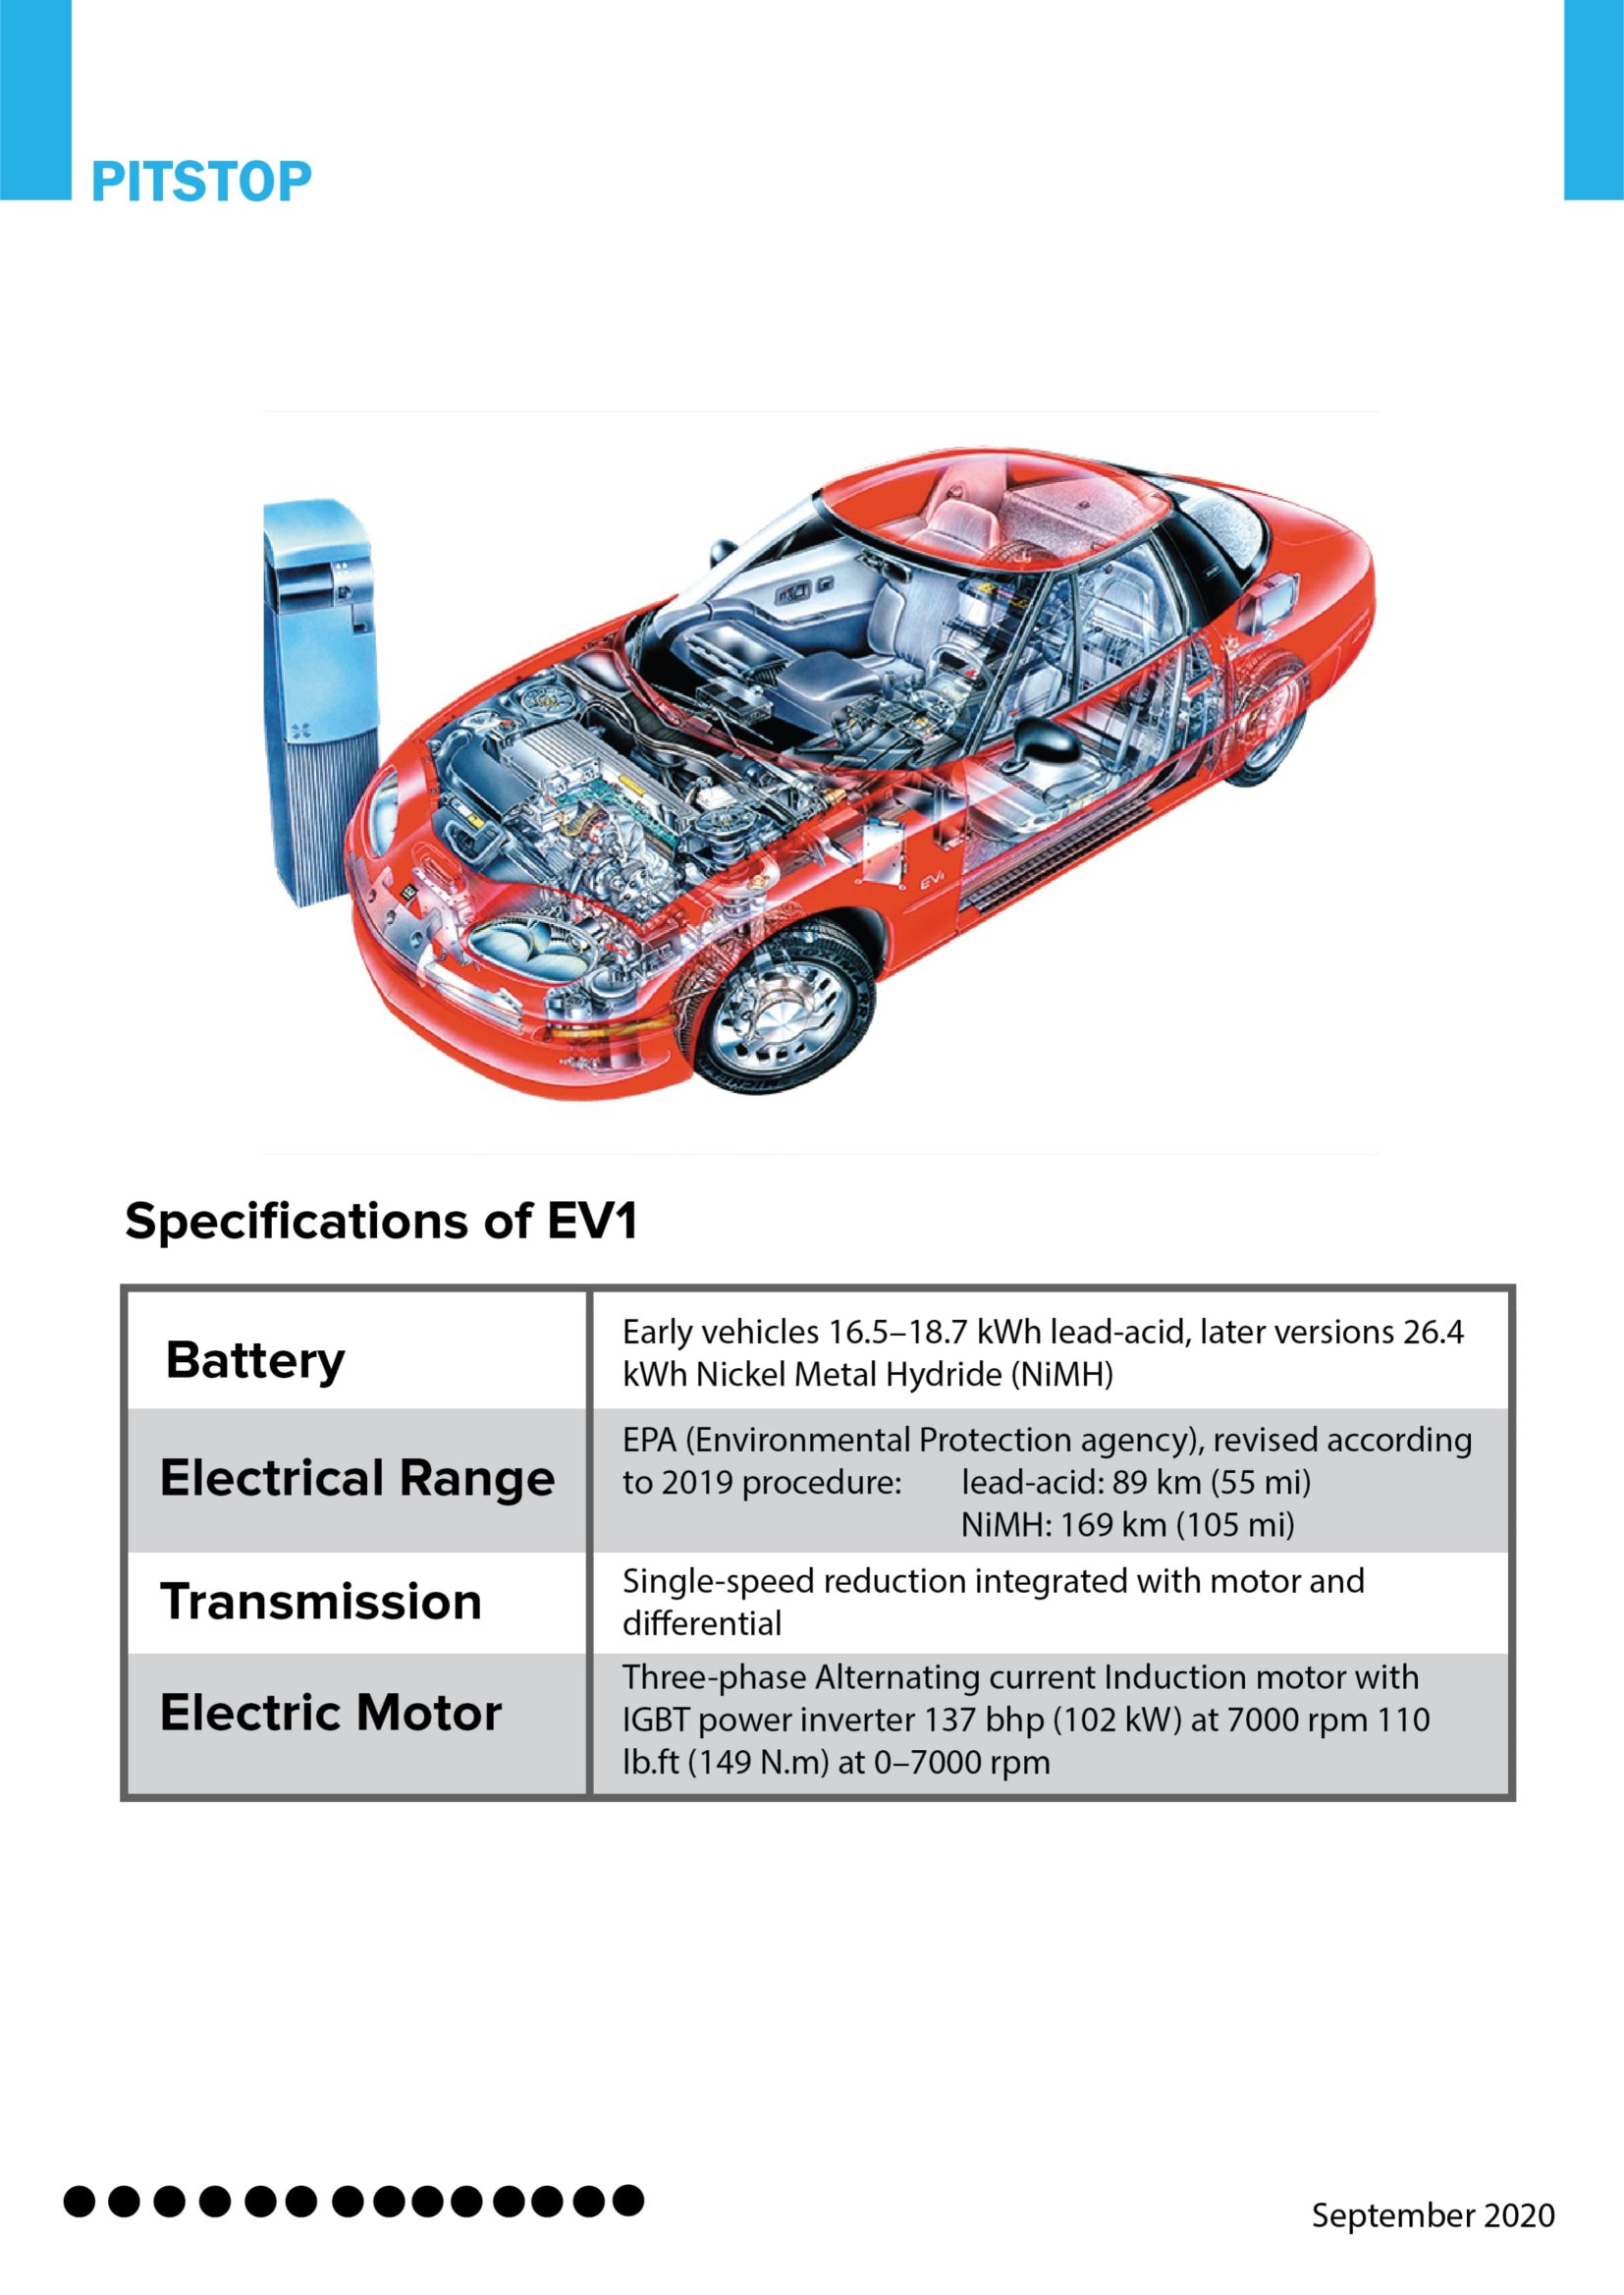 PITSTOP
EV1
Specifications of EV1
Battery
Early vehicles 16.5–18.7 kWh lead-acid, later versions 26.4
kWh Nickel Metal Hydride (NiMH)
Electrical Range
EPA (Environmental Protection agency), revised according
to 2019 procedure: lead-acid: 89 km (55 mi)
NiMH: 169 km (105 mi)
Transmission
Single-speed reduction integrated with motor and
differential
Electric Motor
Three-phase Alternating current Induction motor with
IGBT power inverter 137 bhp (102 kW) at 7000 rpm 110
lb.ft (149 N.m) at 0–7000 rpm
September 2020